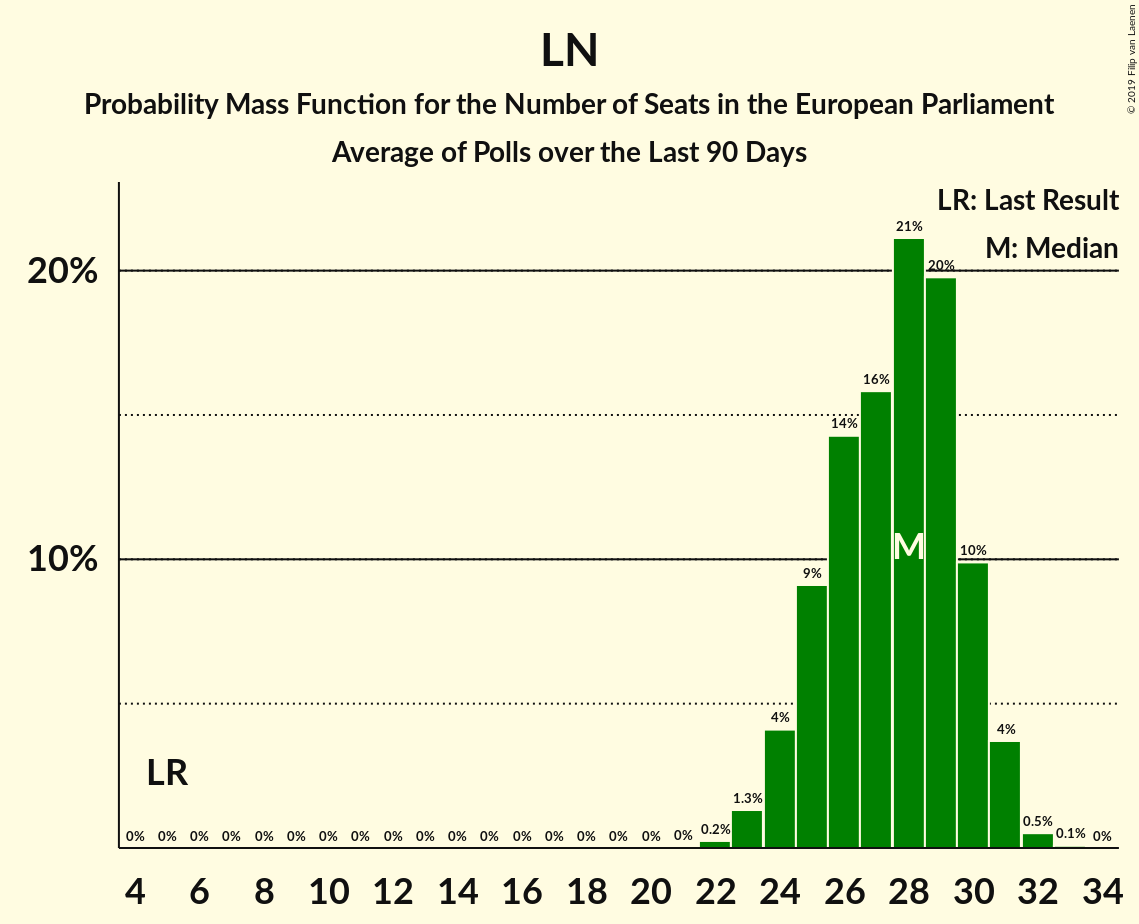 LN
Probability Mass Function for the Number of Seats in the European Parliament
Average of Polls over the Last 90 Days
© 2019 Filip van Laenen
LR: Last Result
M: Median
20%
10%
21%
20%
16%
14%
M
10%
9%
4%
4%
LR
1.3%
0.2%
0.5%
0.1%
0% 0% 0% 0% 0% 0% 0% 0% 0% 0% 0% 0% 0% 0% 0% 0% 0% 0% 0%
4 6 8 10 12 14 16 18 20 22 24 26 28 30 32 34